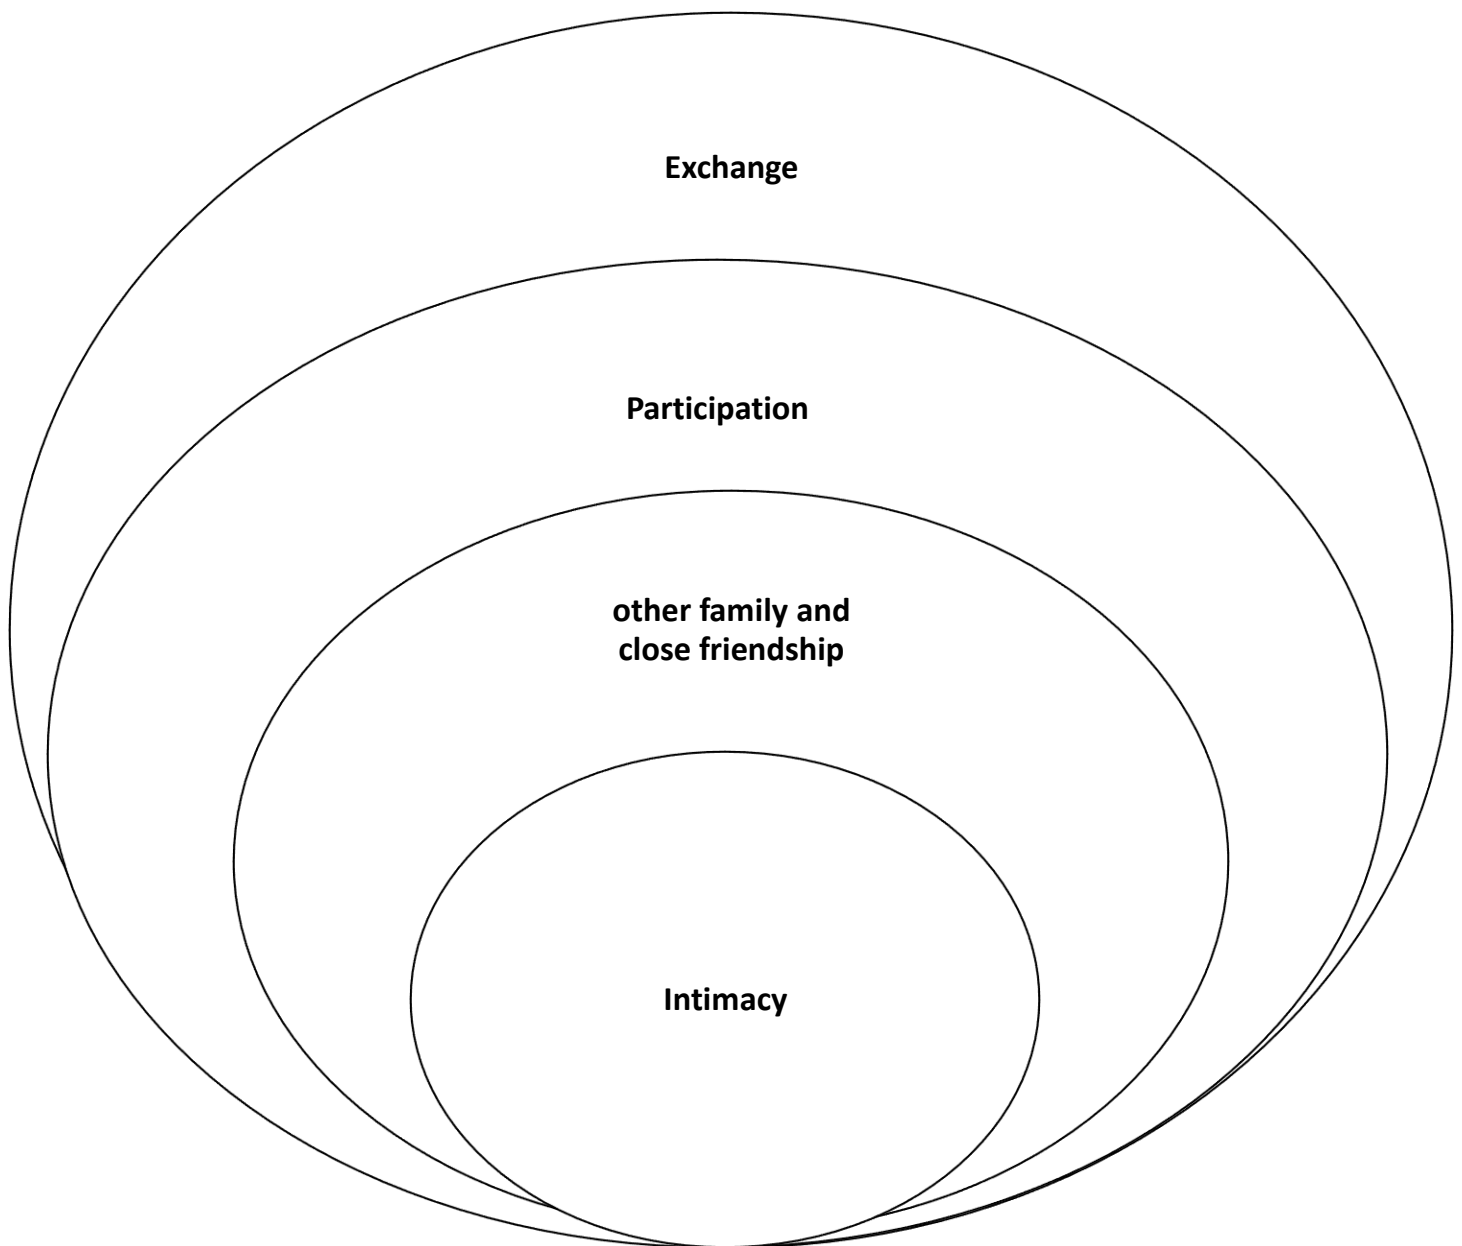 Exchange
Participation
other family and
close friendship
Intimacy